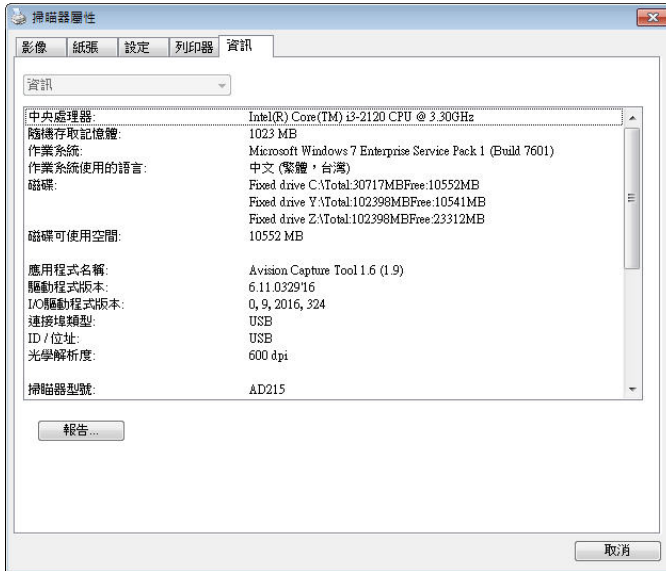 掃瞄器屬性
影像 紙張 設定 列印器 資訊
資訊
中央處理器: Intel(R) Core(TM) i3-2120 CPU @ 3.30GHz
隨機存取記憶體: 1023 MB
作業系統: Microsoft Windows 7 Enterprise Service Pack 1 (Build 7601)
作業系統使用的語言: 中文 (繁體，台灣)
磁碟: Fixed drive C:\Total:30717MBFree:10552MB
Fixed drive Y:\Total:102398MBFree:10541MB
Fixed drive Z:\Total:102398MBFree:23312MB
磁碟可使用空間: 10552 MB
應用程式名稱: Avision Capture Tool 1.6 (1.9)
驅動程式版本: 6.11.0329'16
I/O驅動程式版本: 0, 9, 2016, 324
連接埠類型: USB
ID / 位址: USB
光學解析度: 600 dpi
掃瞄器型號: AD215
報告...
取消